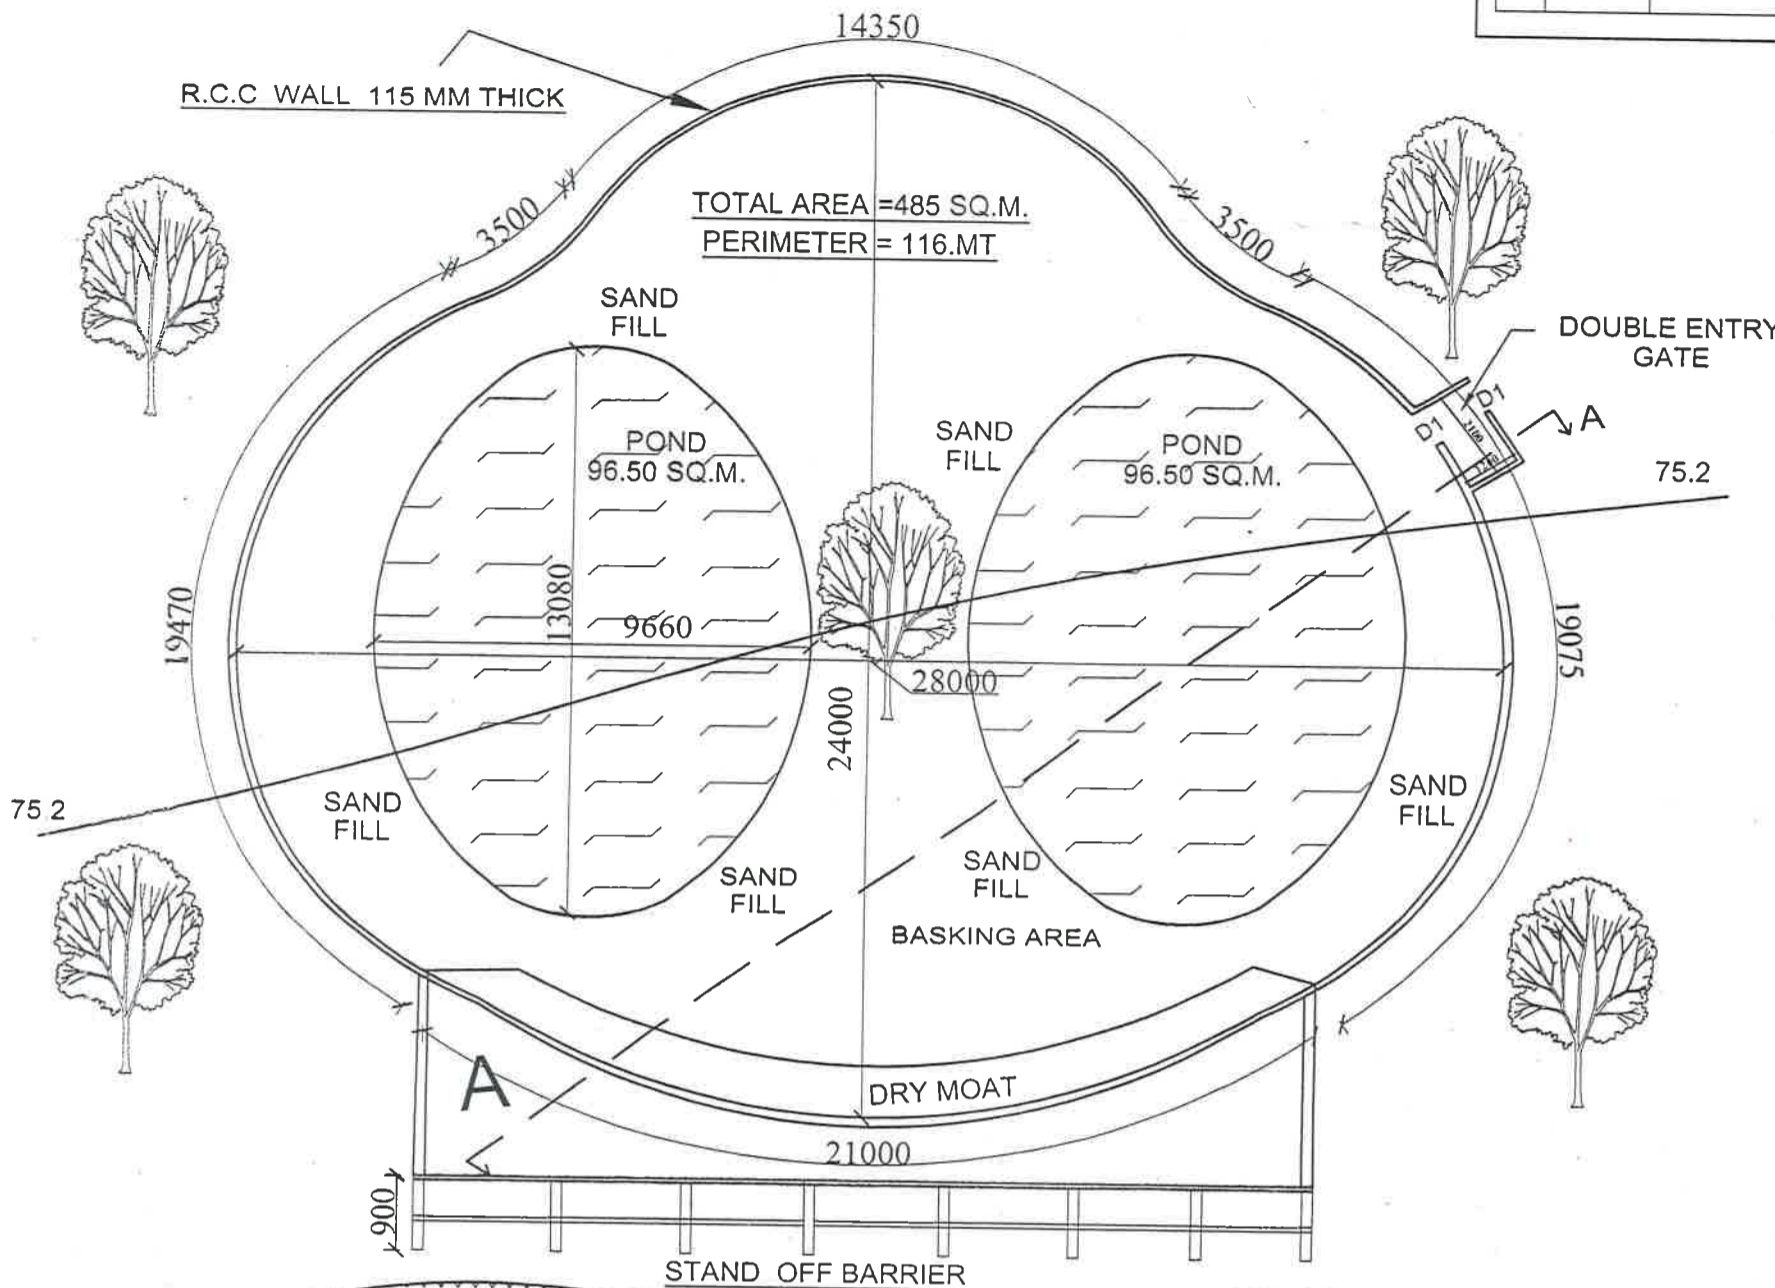 14350
R.C.C WALL 115 MM THICK
TOTAL AREA =485 SQ.M.
PERIMETER = 116.MT
3500
3500
SAND
FILL
DOUBLE ENTRY
GATE
D1
D1
2100
A
SAND
FILL
POND
96.50 SQ.M.
POND
96.50 SQ.M.
75.2
13080
9660
19470
19075
28000
24000
75.2
SAND
FILL
SAND
FILL
SAND
FILL
SAND
FILL
BASKING AREA
A
DRY MOAT
21000
900
STAND OFF BARRIER